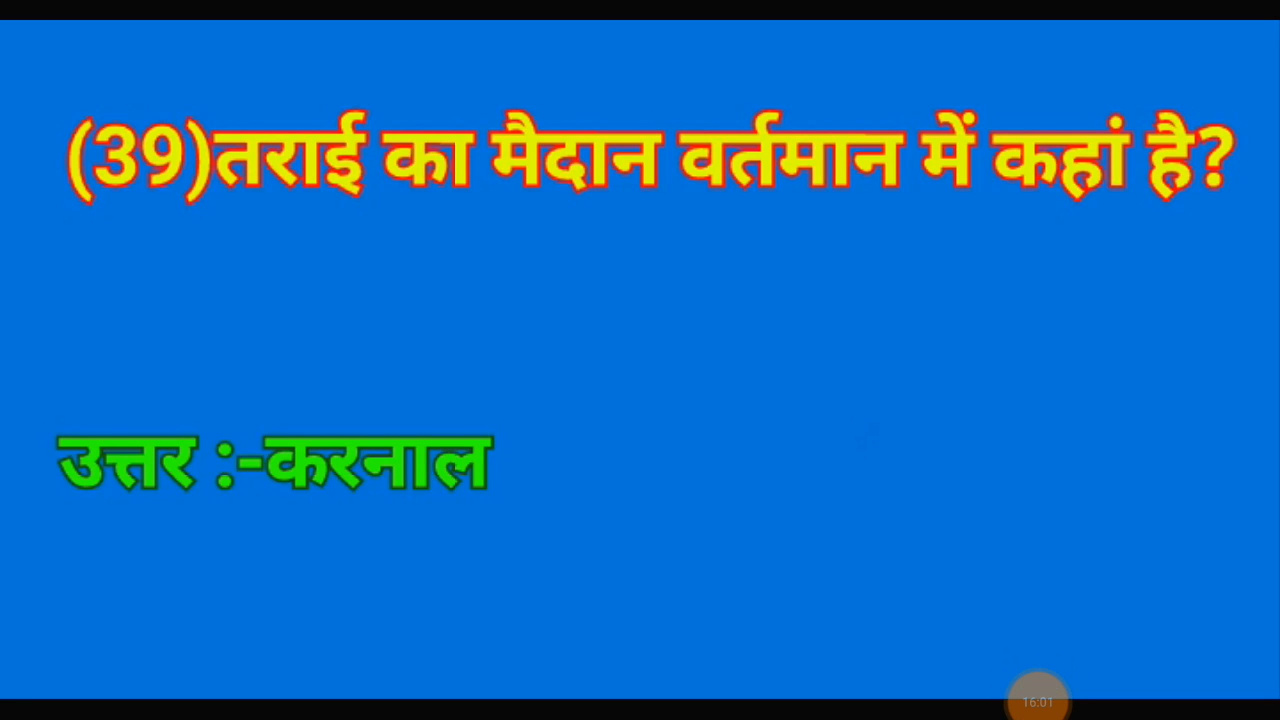 (39)तराई का मैदान वर्तमान में कहां है?
उत्तर :-करनाल
16:01